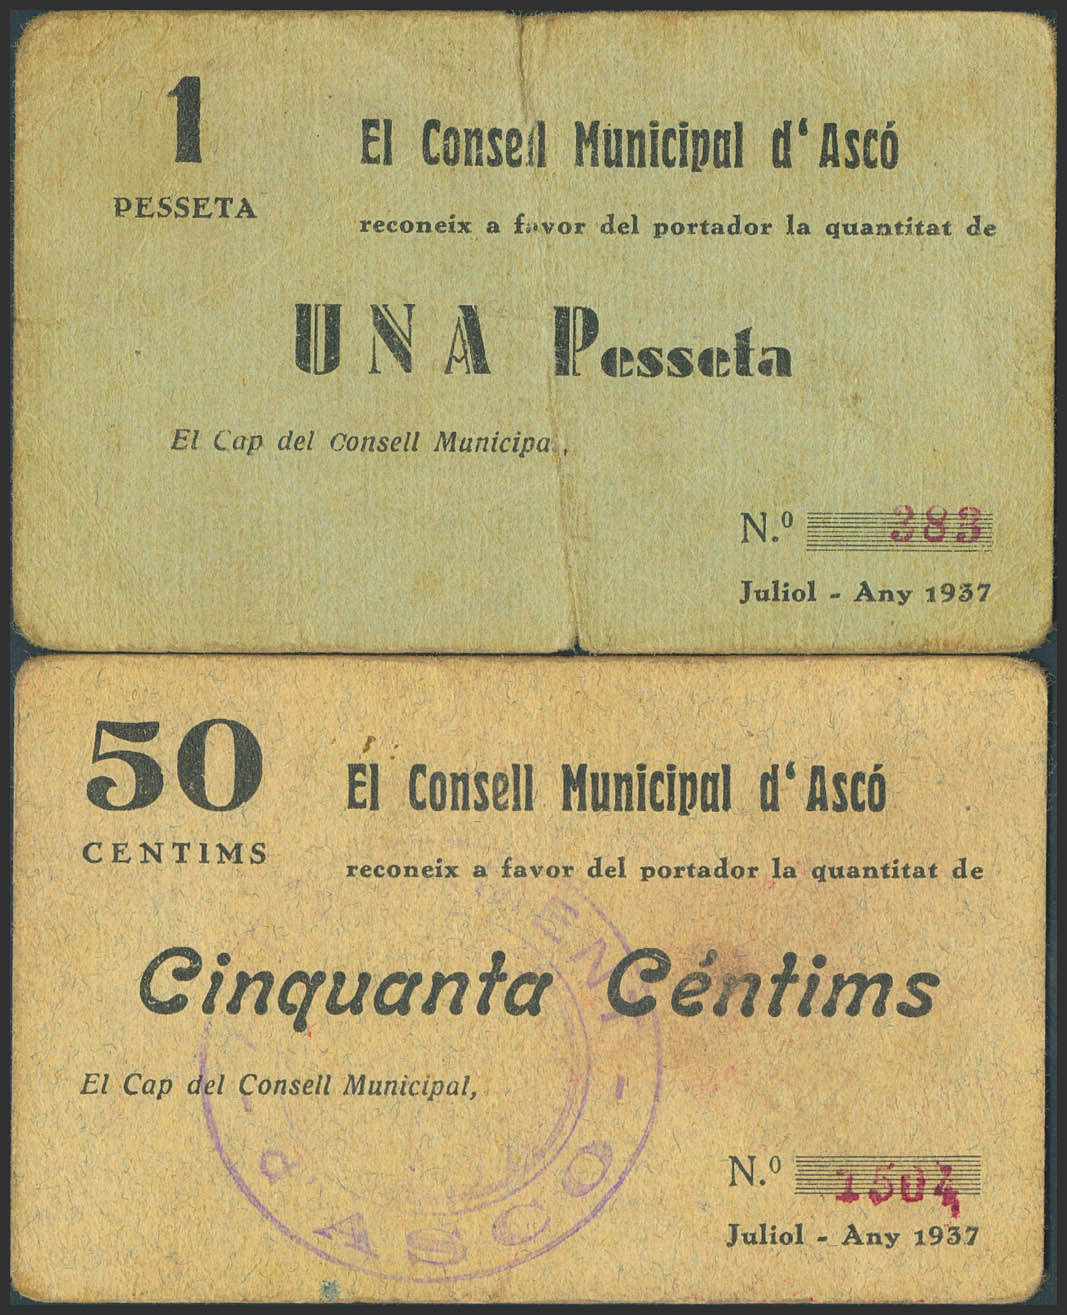 1
PESSETA
El Consell Municipal d'Ascó
reconeix a favor del portador la quantitat de
UNA Pesseta
El Cap del Consell Municipal,
N.º 383
Juliol - Any 1937
50
CENTIMS
El Consell Municipal d'Ascó
reconeix a favor del portador la quantitat de
Cinquanta Céntims
El Cap del Consell Municipal,
N.º 1504
Juliol - Any 1937
ASCO